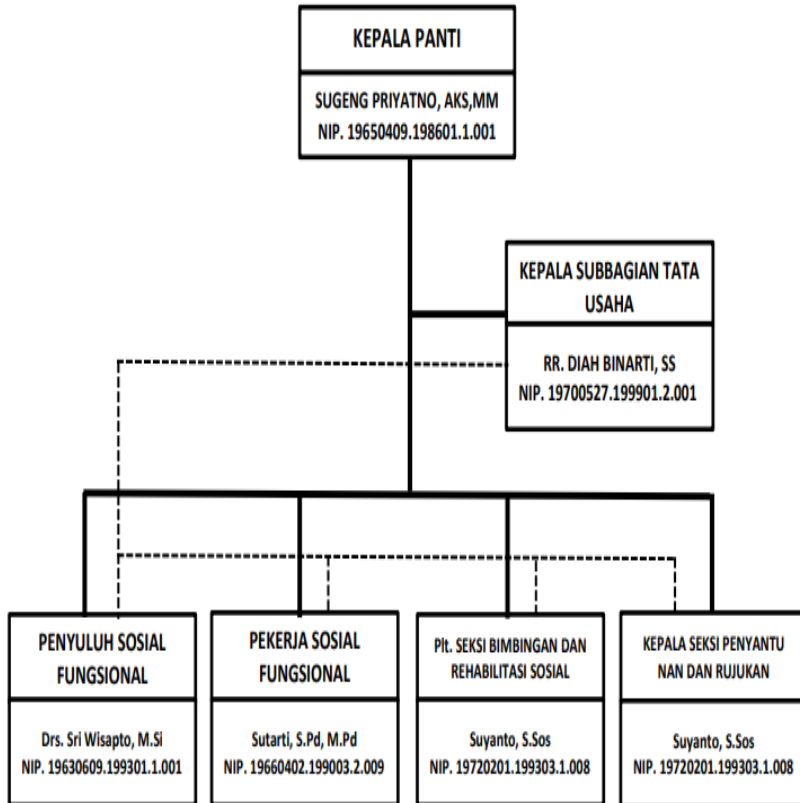 KEPALA PANTI
SUGENG PRIYATNO, AKS,MM
NIP. 19650409.198601.1.001
KEPALA SUBBAGIAN TATA
USAHA
RR. DIAH BINARTI, SS
NIP. 19700527.199901.2.001
PENYULUH SOSIAL
FUNGSIONAL
Drs. Sri Wisapto, M.Si
NIP. 19630609.199301.1.001
PEKERJA SOSIAL
FUNGSIONAL
Sutarti, S.Pd, M.Pd
NIP. 19660402.199003.2.009
Plt. SEKSI BIMBINGAN DAN
REHABILITASI SOSIAL
Suyanto, S.Sos
NIP. 19720201.199303.1.008
KEPALA SEKSI PENYANTU
NAN DAN RUJUKAN
Suyanto, S.Sos
NIP. 19720201.199303.1.008